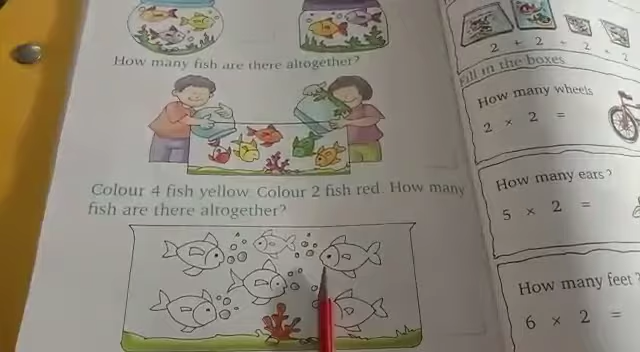 How many fish are there altogether?
Colour 4 fish yellow. Colour 2 fish red. How many
fish are there altogether?
2 + 2 + 2 + 2
Fill in the boxes
How many wheels
2 × 2 =
How many ears?
5 × 2 =
How many feet?
6 × 2 =